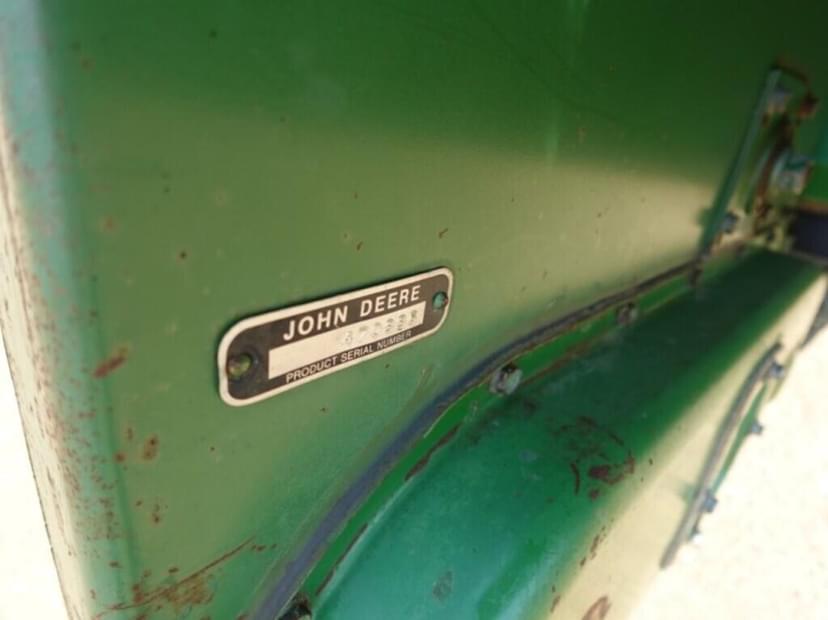 JOHN DEERE
PRODUCT SERIAL NUMBER